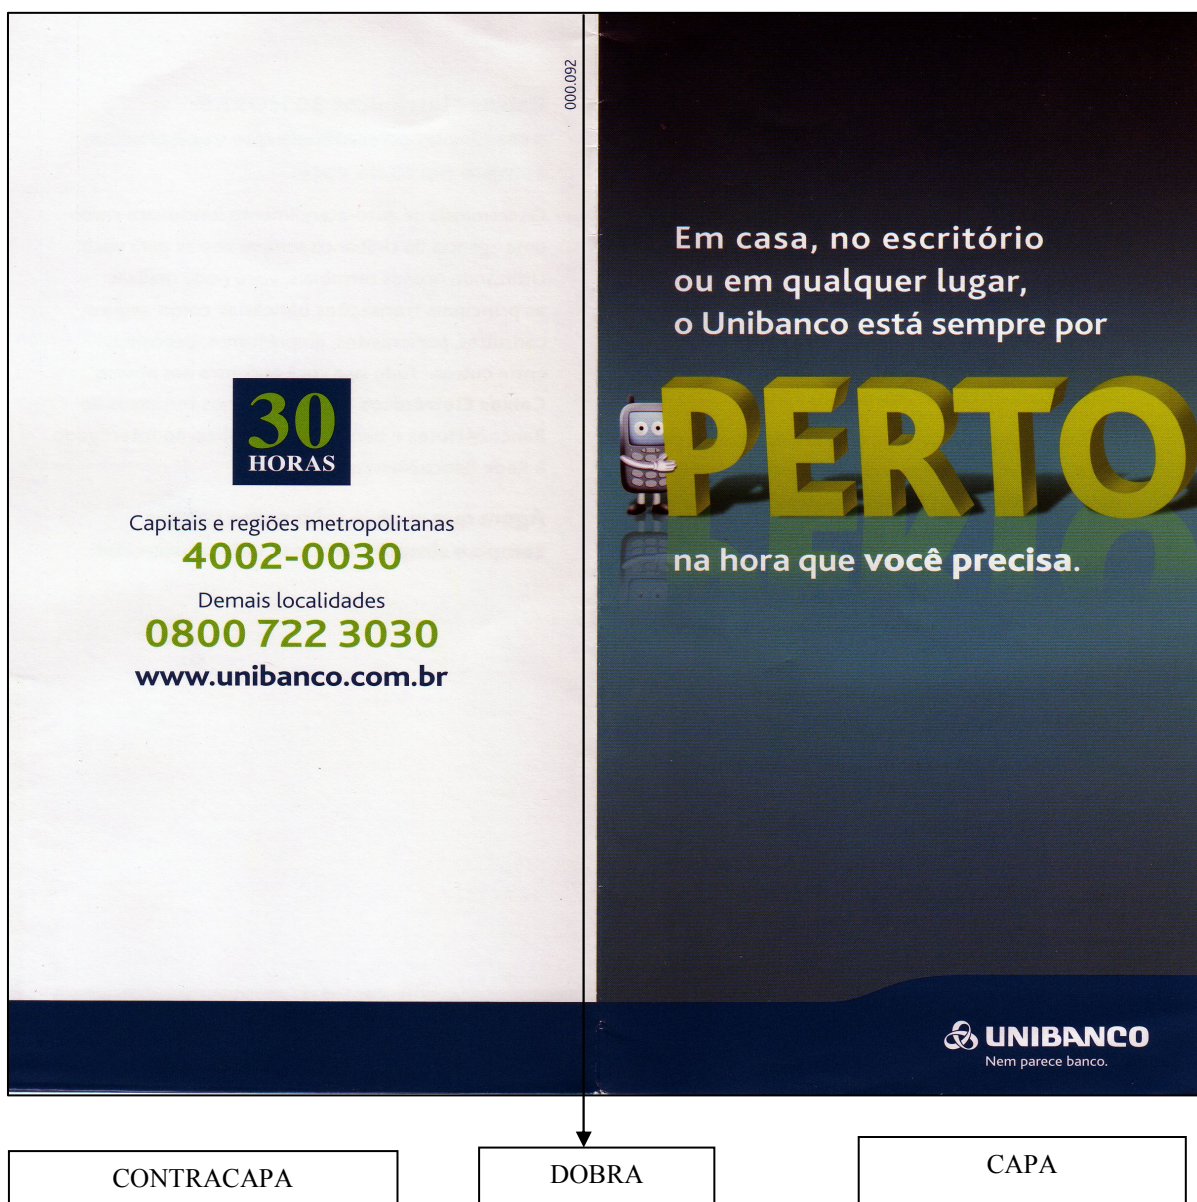 000.092
30
HORAS
Capitais e regiões metropolitanas
4002-0030
Demais localidades
0800 722 3030
www.unibanco.com.br
Em casa, no escritório
ou em qualquer lugar,
o Unibanco está sempre por
PERTO
na hora que você precisa.
UNIBANCO
Nem parece banco.
CONTRACAPA
DOBRA
CAPA